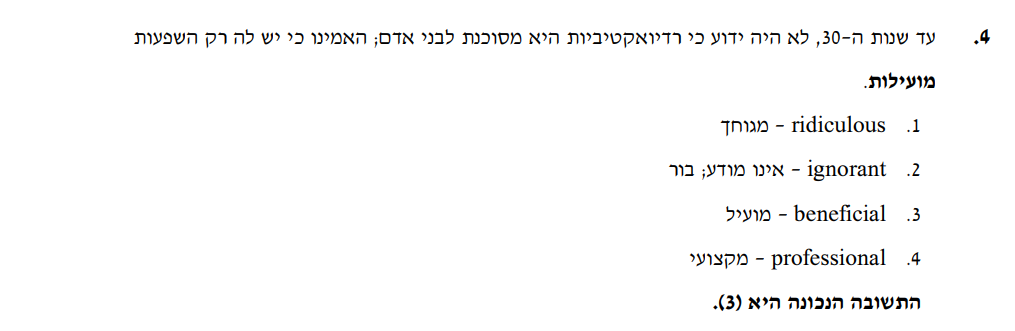 4. עד שנות ה-30, לא היה ידוע כי רדיואקטיביות היא מסוכנת לבני אדם; האמינו כי יש לה רק השפעות
מועילות.
1. ridiculous – מגוחך
2. ignorant – אינו מודע; בור
3. beneficial – מועיל
4. professional – מקצועי
התשובה הנכונה היא (3).